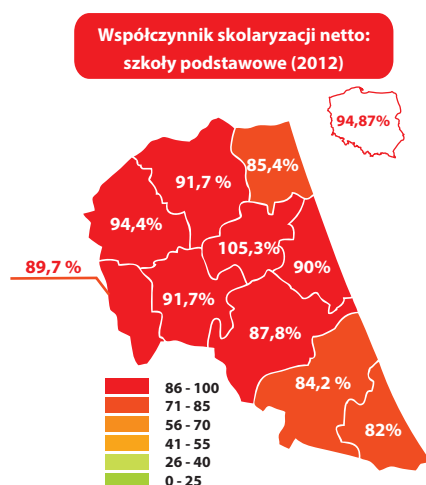 Współczynnik skolaryzacji netto:
szkoły podstawowe (2012)
94,87%
85,4%
91,7 %
94,4%
105,3%
89,7 %
90%
91,7%
87,8%
84,2 %
82%
86 - 100
71 - 85
56 - 70
41 - 55
26 - 40
0 - 25